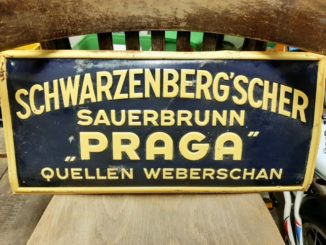 SCHWARZENBERG'SCHER
SAUERBRUNN
„PRAGA"
QUELLEN WEBERSCHAN